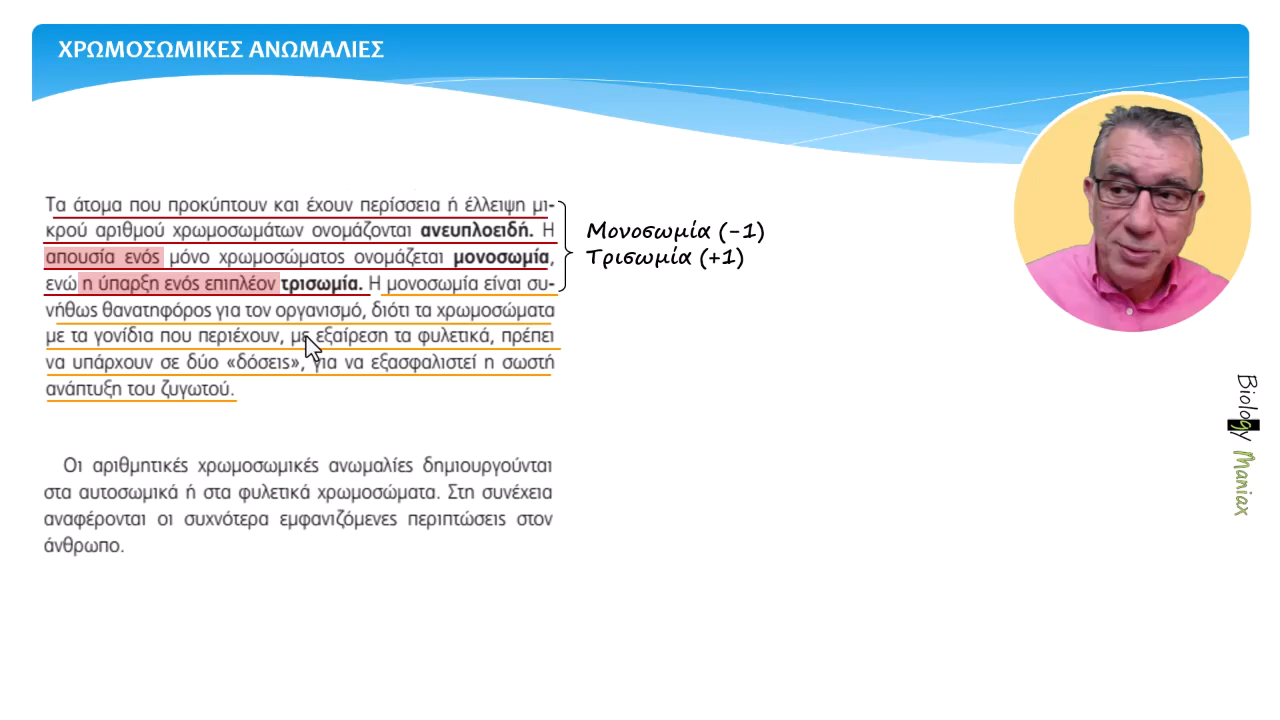 ΧΡΩΜΟΣΩΜΙΚΕΣ ΑΝΩΜΑΛΙΕΣ
Τα άτομα που προκύπτουν και έχουν περίσσεια ή έλλειψη μι-
κρού αριθμού χρωμοσωμάτων ονομάζονται ανευπλοειδή. Η
απουσία ενός μόνο χρωμοσώματος ονομάζεται μονοσωμία,
ενώ η ύπαρξη ενός επιπλέον τρισωμία. Η μονοσωμία είναι συ-
νήθως θανατηφόρος για τον οργανισμό, διότι τα χρωμοσώματα
με τα γονίδια που περιέχουν, με εξαίρεση τα φυλετικά, πρέπει
να υπάρχουν σε δύο «δόσεις», για να εξασφαλιστεί η σωστή
ανάπτυξη του ζυγωτού.
Μονοσωμία (-1)
Τρισωμία (+1)
Οι αριθμητικές χρωμοσωμικές ανωμαλίες δημιουργούνται
στα αυτοσωμικά ή στα φυλετικά χρωμοσώματα. Στη συνέχεια
αναφέρονται οι συχνότερα εμφανιζόμενες περιπτώσεις στον
άνθρωπο.
Biology Maniax